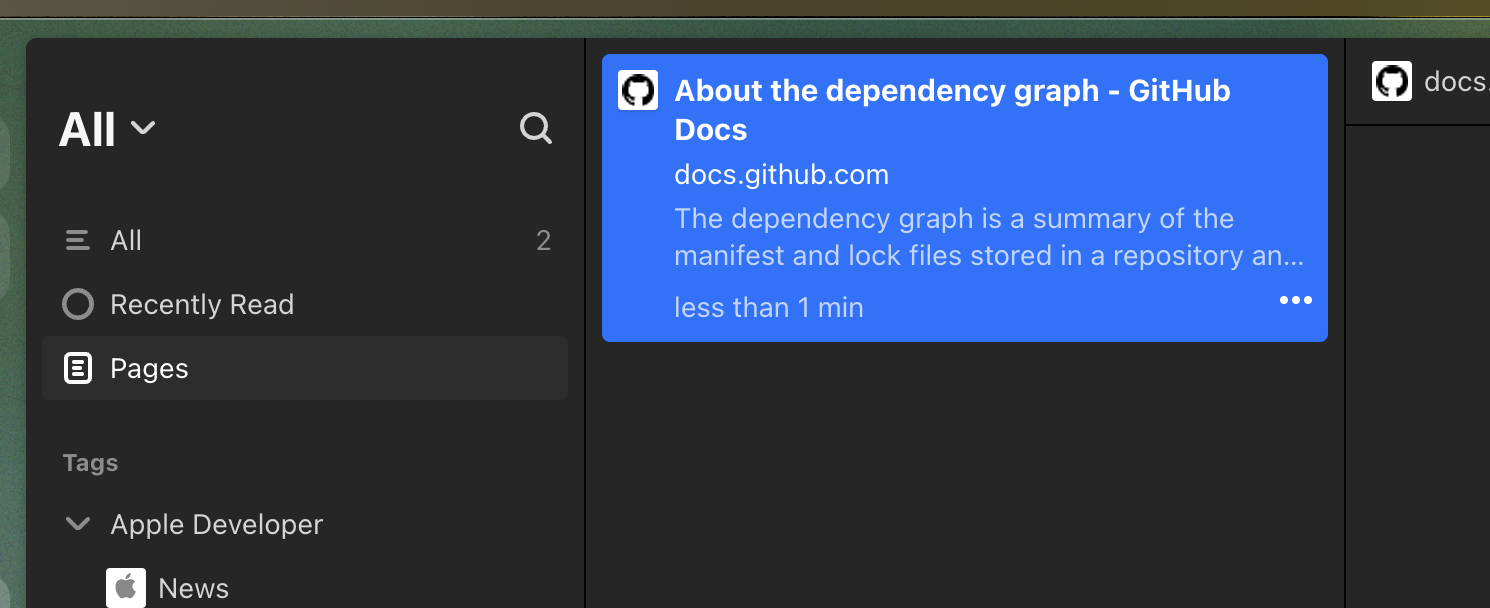 All
All 2
Recently Read
Pages
Tags
Apple Developer
News
About the dependency graph - GitHub
Docs
docs.github.com
The dependency graph is a summary of the
manifest and lock files stored in a repository an...
less than 1 min
docs.